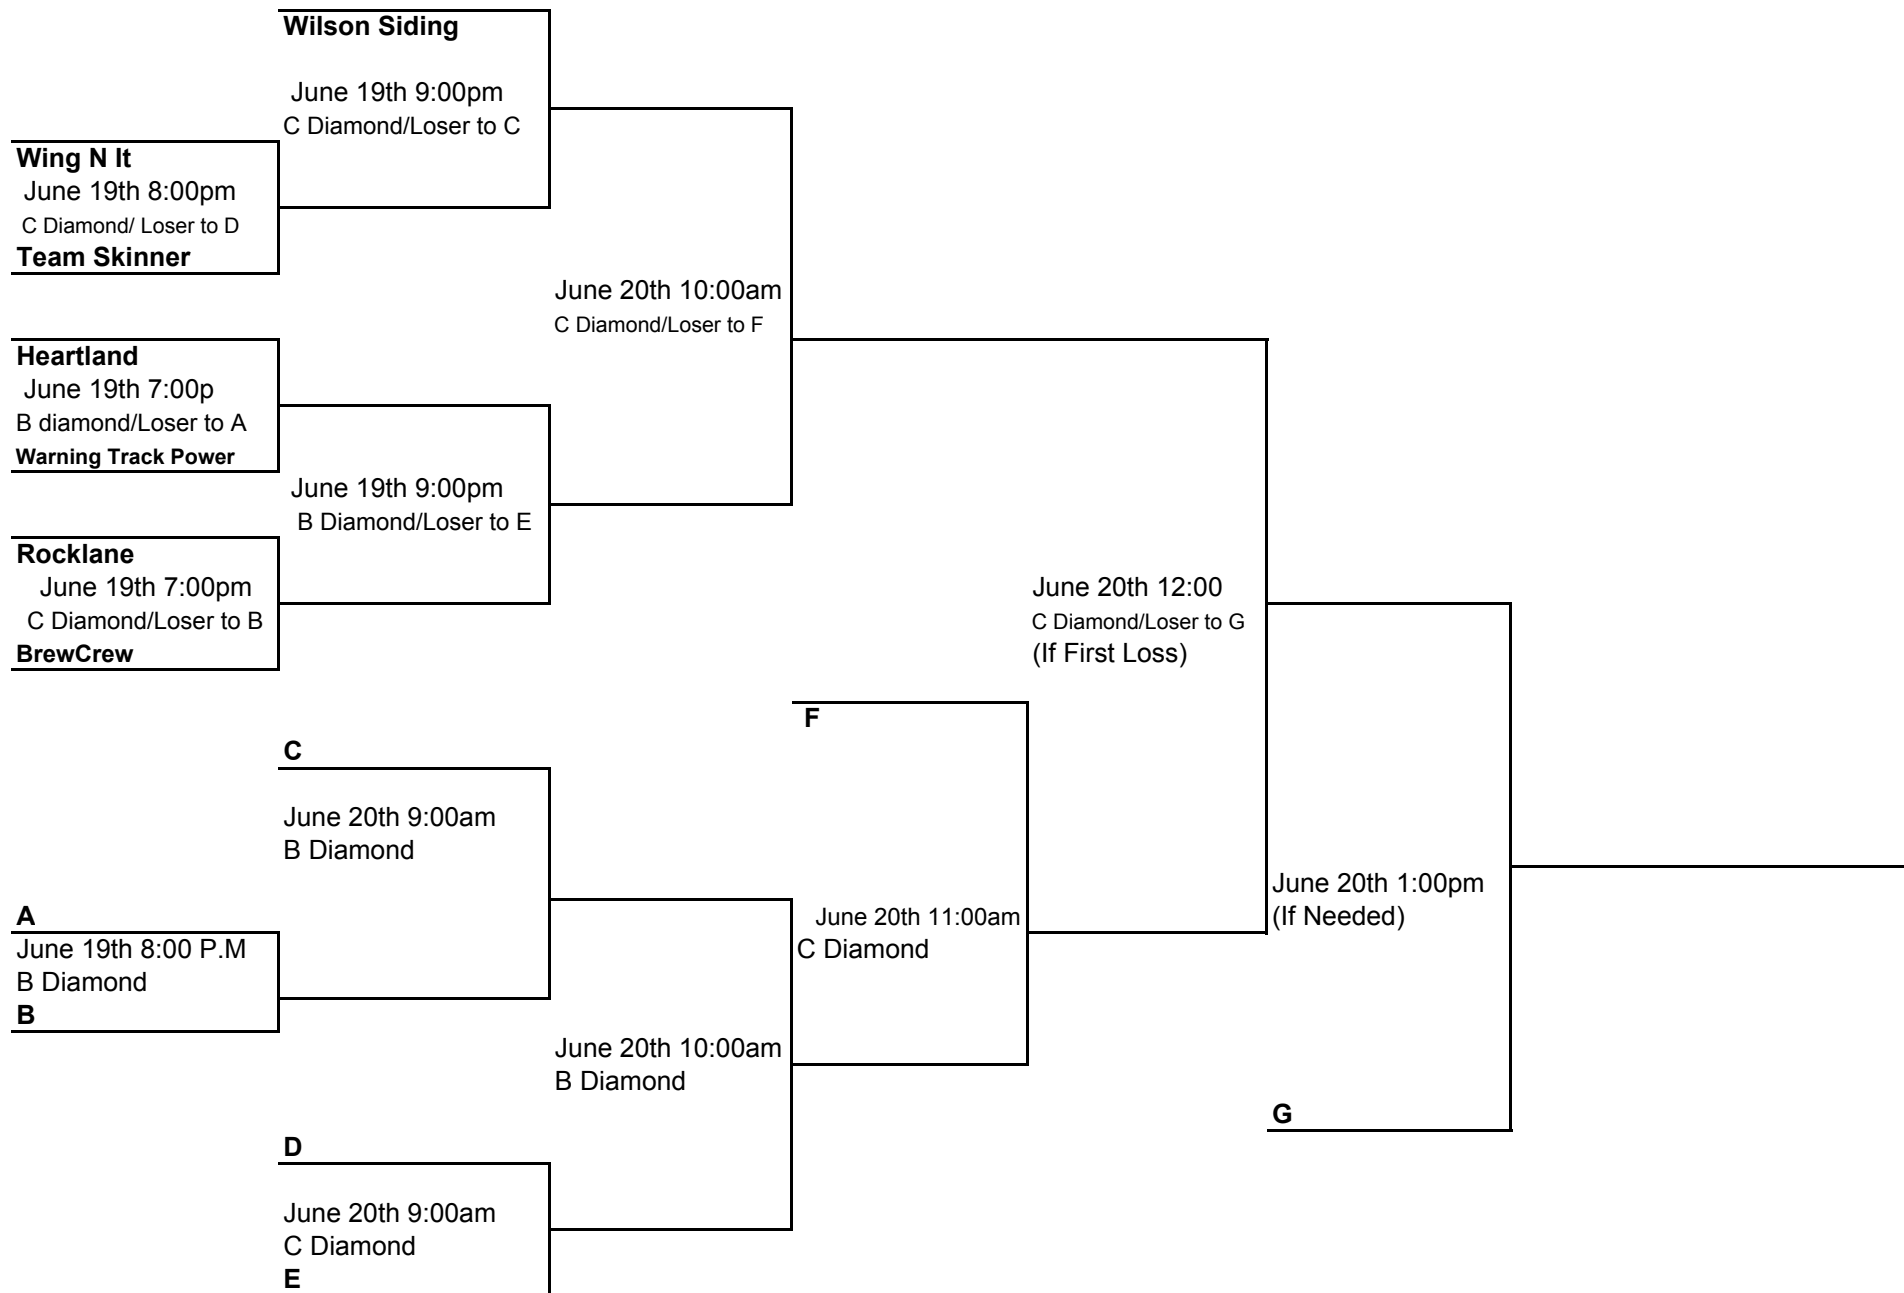 Wilson Siding
June 19th 9:00pm
C Diamond/Loser to C
Wing N It
June 19th 8:00pm
C Diamond/ Loser to D
Team Skinner
June 20th 10:00am
C Diamond/Loser to F
Heartland
June 19th 7:00p
B diamond/Loser to A
Warning Track Power
June 19th 9:00pm
B Diamond/Loser to E
Rocklane
June 19th 7:00pm
C Diamond/Loser to B
BrewCrew
June 20th 12:00
C Diamond/Loser to G
(If First Loss)
F
C
June 20th 9:00am
B Diamond
A
June 19th 8:00 P.M
B Diamond
B
June 20th 11:00am
C Diamond
June 20th 1:00pm
(If Needed)
June 20th 10:00am
B Diamond
G
D
June 20th 9:00am
C Diamond
E